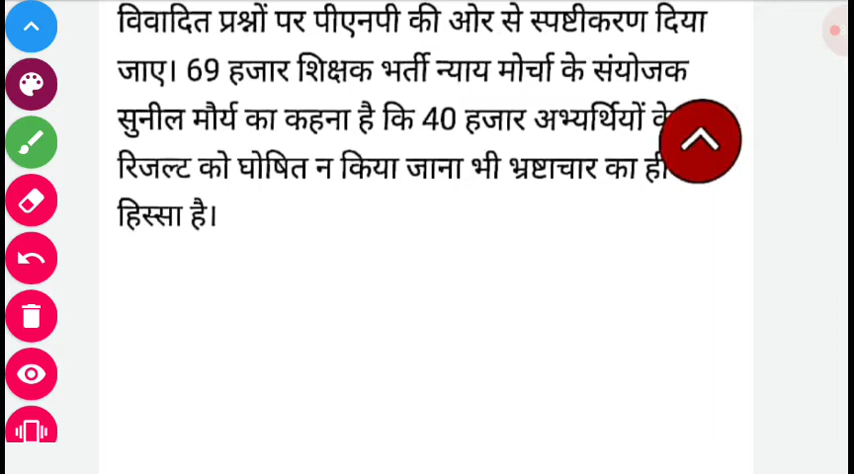 विवादित प्रश्नों पर पीएनपी की ओर से स्पष्टीकरण दिया
जाए। 69 हजार शिक्षक भर्ती न्याय मोर्चा के संयोजक
सुनील मौर्य का कहना है कि 40 हजार अभ्यर्थियों के
रिजल्ट को घोषित न किया जाना भी भ्रष्टाचार का ही
हिस्सा है।